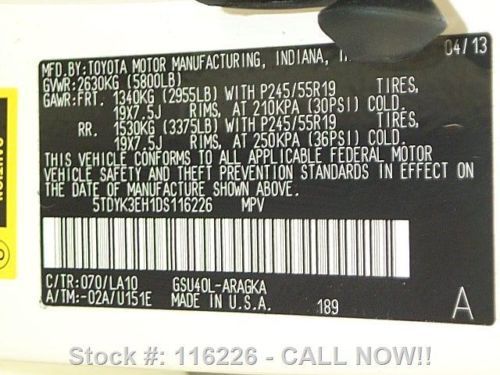 04/13
MFD.BY:TOYOTA MOTOR MANUFACTURING, INDIANA,
GVWR:2630KG (5800LB)
GAWR:FRT. 1340KG (2955LB) WITH P245/55R19 TIRES,
19X7.5J RIMS, AT 210KPA (30PSI) COLD.
RR. 1530KG (3375LB) WITH P245/55R19 TIRES,
19X7.5J RIMS, AT 250KPA (36PSI) COLD.
THIS VEHICLE CONFORMS TO ALL APPLICABLE FEDERAL MOTOR
VEHICLE SAFETY AND THEFT PREVENTION STANDARDS IN EFFECT ON
THE DATE OF MANUFACTURE SHOWN ABOVE.
5TDYK3EH1DS116226 MPV
C/TR:070/LA10 GSU40L-ARAGKA
A/TM:-02A/U151E MADE IN U.S.A. 189 A
Stock #: 116226 - CALL NOW!!